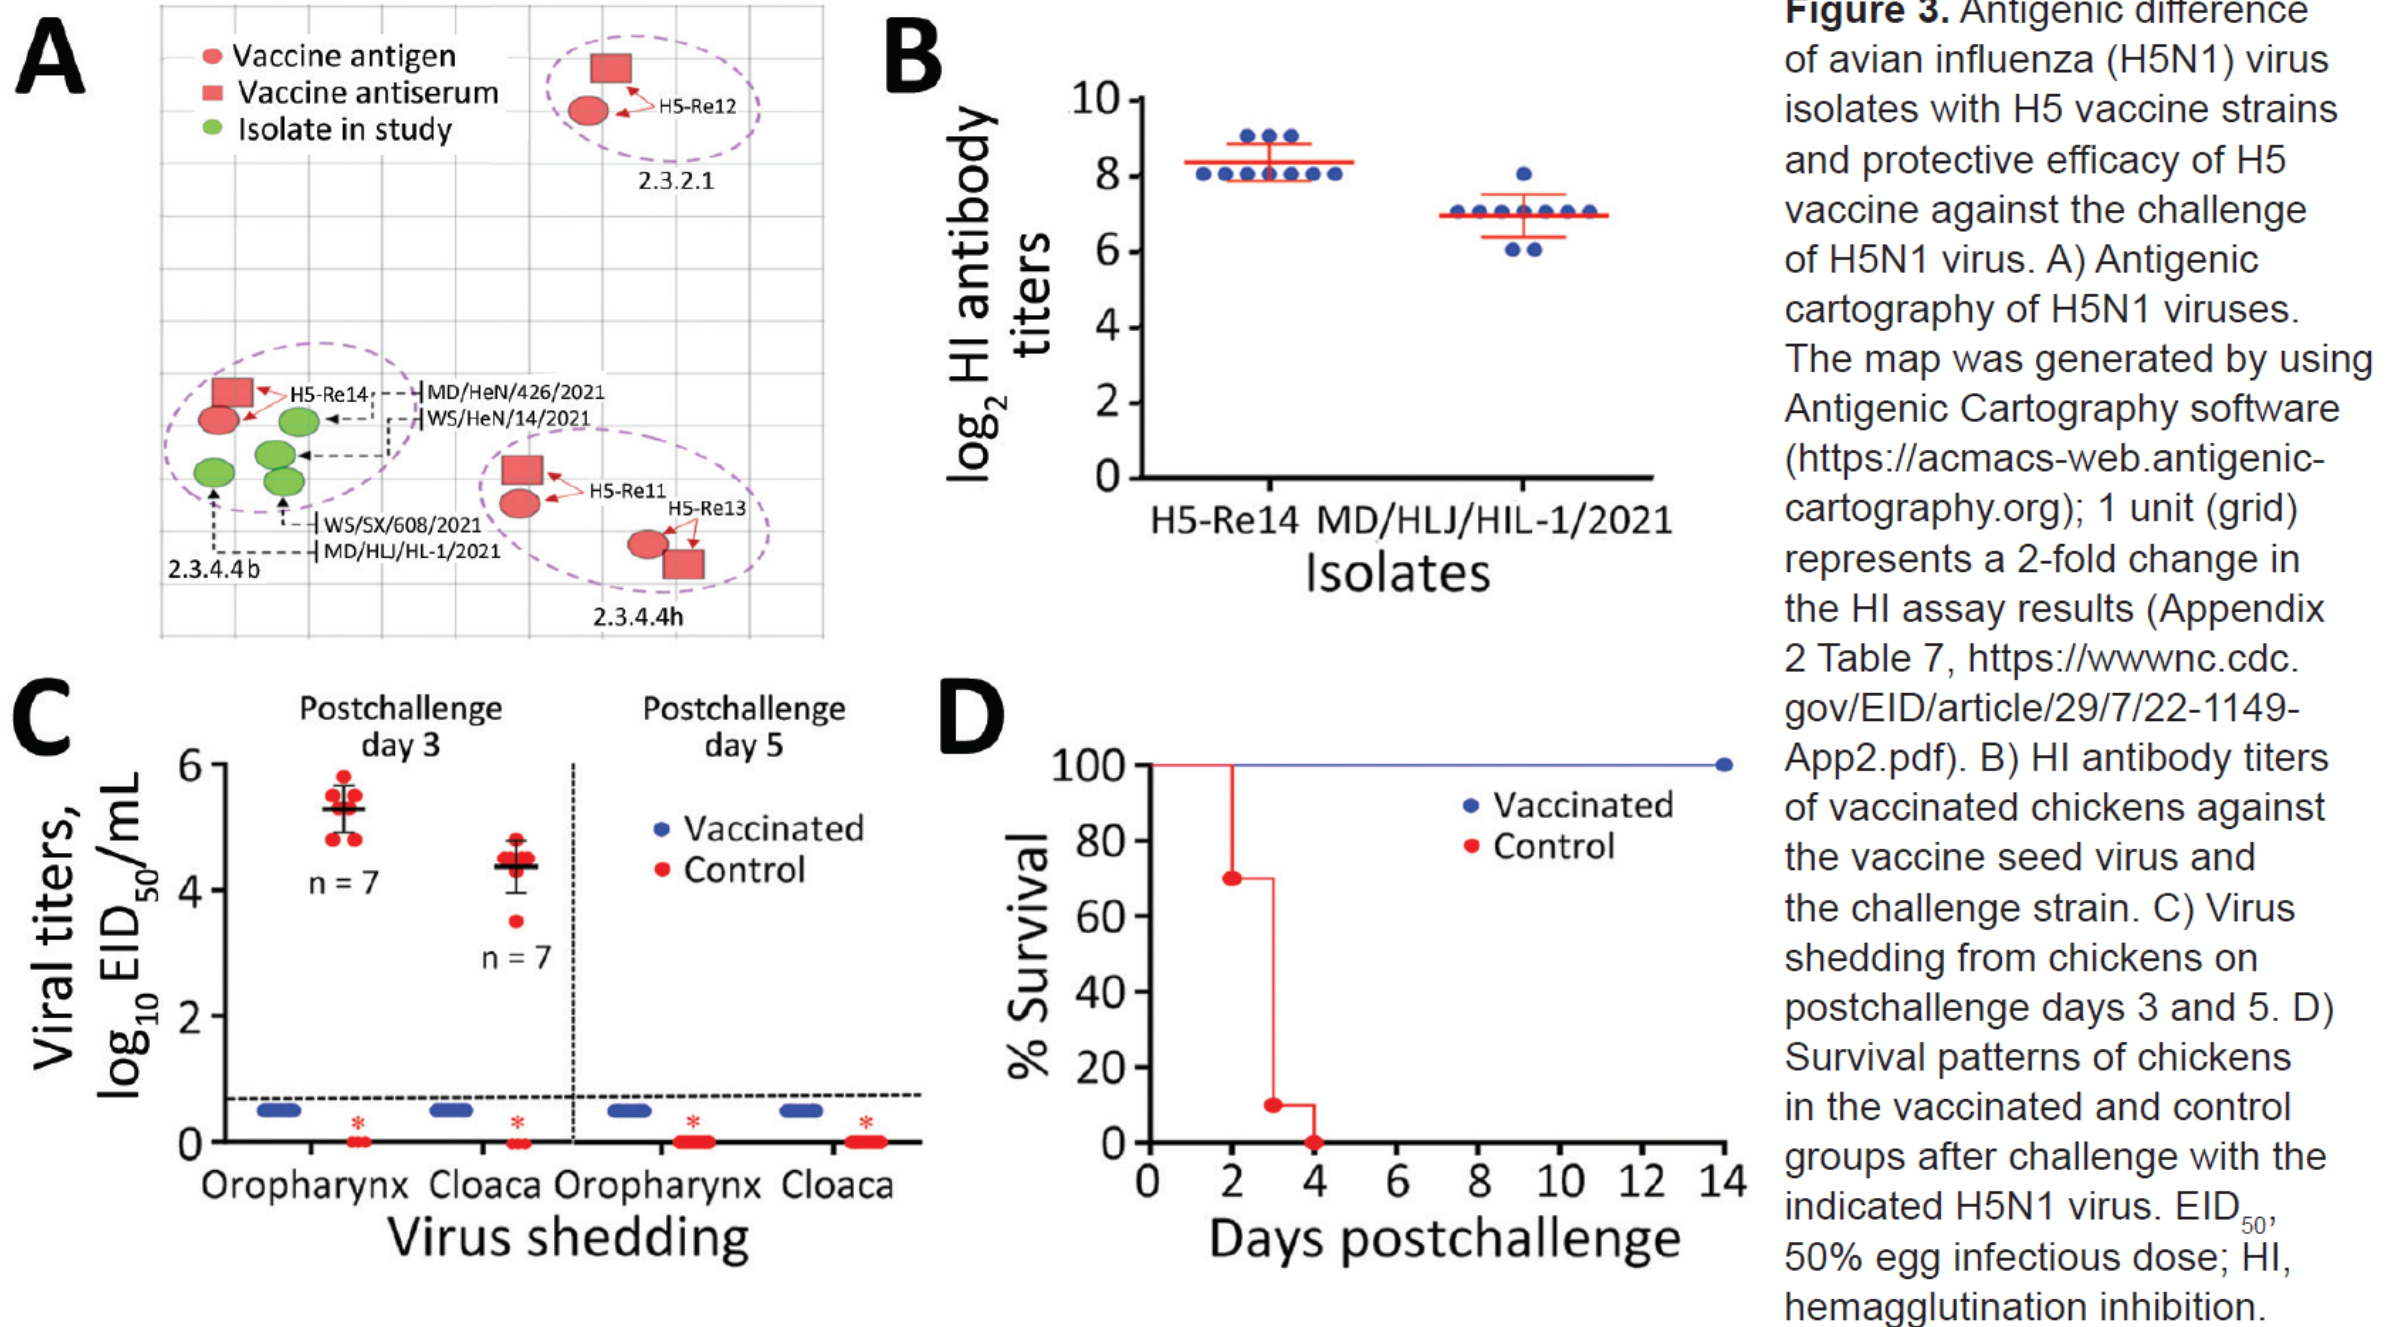 A
Vaccine antigen
Vaccine antiserum
Isolate in study
H5-Re12
2.3.2.1
H5-Re14
MD/HeN/426/2021
WS/HeN/14/2021
H5-Re11
H5-Re13
WS/SX/608/2021
MD/HLJ/HL-1/2021
2.3.4.4b
2.3.4.4h
B
log2 HI antibody
titers
10
8
6
4
2
0
H5-Re14 MD/HLJ/HIL-1/2021
Isolates
C
Postchallenge
day 3
Postchallenge
day 5
Viral titers,
log10 EID50/mL
6
4
2
0
n = 7
n = 7
Vaccinated
Control
*
*
*
*
Oropharynx Cloaca Oropharynx Cloaca
Virus shedding
D
% Survival
100
80
60
40
20
0
Vaccinated
Control
0 2 4 6 8 10 12 14
Days postchallenge
Figure 3. Antigenic difference
of avian influenza (H5N1) virus
isolates with H5 vaccine strains
and protective efficacy of H5
vaccine against the challenge
of H5N1 virus. A) Antigenic
cartography of H5N1 viruses.
The map was generated by using
Antigenic Cartography software
(https://acmacs-web.antigenic-
cartography.org); 1 unit (grid)
represents a 2-fold change in
the HI assay results (Appendix
2 Table 7, https://wwwnc.cdc.
gov/EID/article/29/7/22-1149-
App2.pdf). B) HI antibody titers
of vaccinated chickens against
the vaccine seed virus and
the challenge strain. C) Virus
shedding from chickens on
postchallenge days 3 and 5. D)
Survival patterns of chickens
in the vaccinated and control
groups after challenge with the
indicated H5N1 virus. EID50,
50% egg infectious dose; HI,
hemagglutination inhibition.